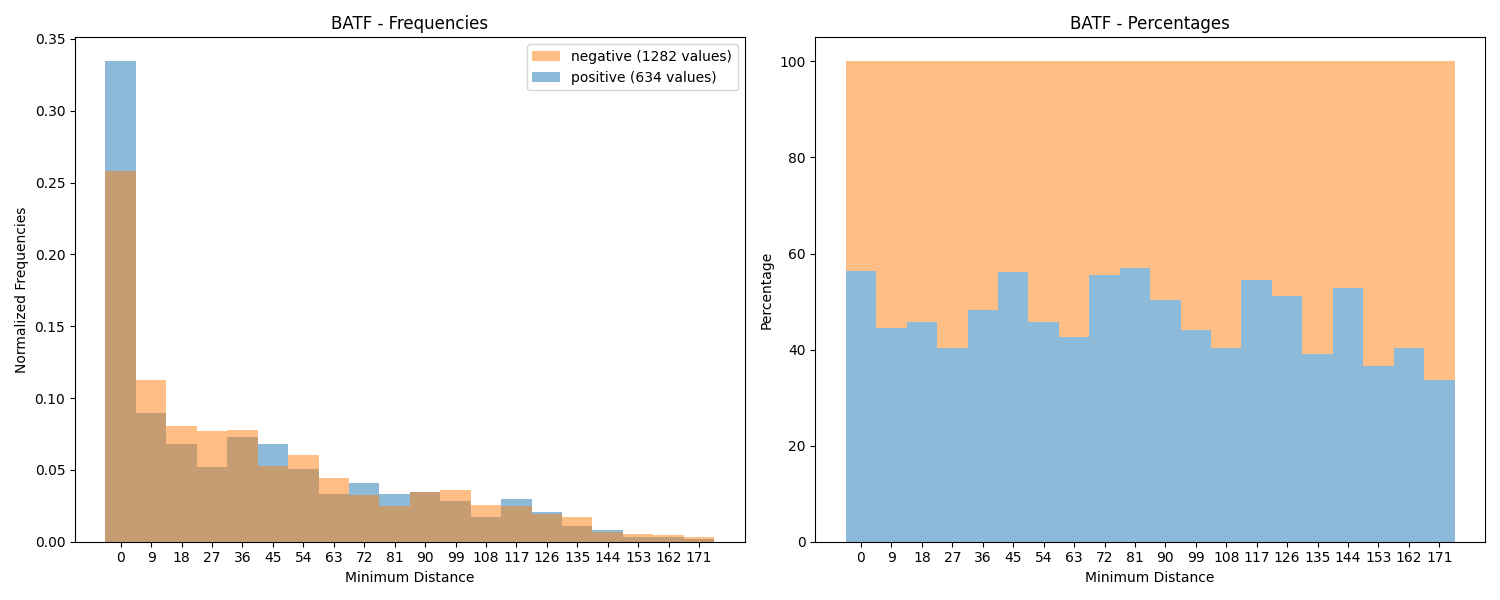 BATF - Frequencies
negative (1282 values)
positive (634 values)
Normalized Frequencies
0.35
0.30
0.25
0.20
0.15
0.10
0.05
0.00
0 9 18 27 36 45 54 63 72 81 90 99 108 117 126 135 144 153 162 171
Minimum Distance
BATF - Percentages
Percentage
100
80
60
40
20
0
0 9 18 27 36 45 54 63 72 81 90 99 108 117 126 135 144 153 162 171
Minimum Distance